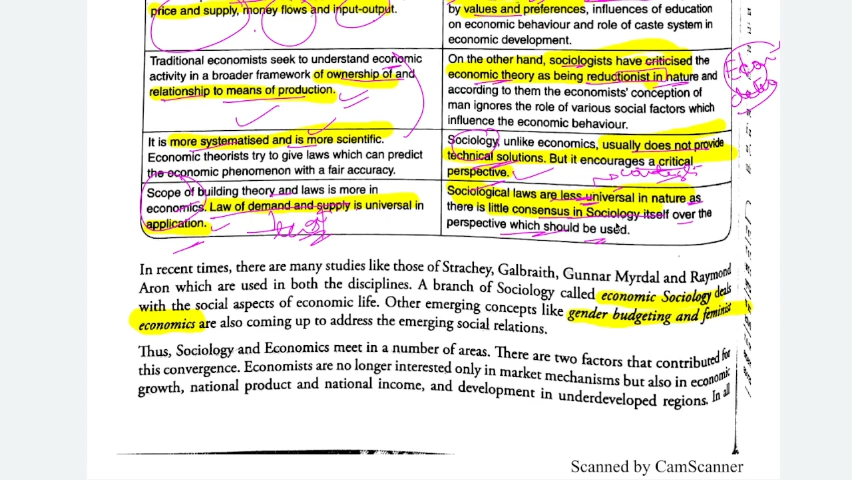 price and supply, money flows and input-output.
by values and preferences, influences of education
on economic behaviour and role of caste system in
economic development.
Traditional economists seek to understand economic
activity in a broader framework of ownership of and
relationship to means of production.
On the other hand, sociologists have criticised the
economic theory as being reductionist in nature and
according to them the economists' conception of
man ignores the role of various social factors which
influence the economic behaviour.
It is more systematised and is more scientific.
Economic theorists try to give laws which can predict
the economic phenomenon with a fair accuracy.
Sociology, unlike economics, usually does not provide
technical solutions. But it encourages a critical
perspective.
Scope of building theory and laws is more in
economics. Law of demand and supply is universal in
application.
Sociological laws are less universal in nature as
there is little consensus in Sociology itself over the
perspective which should be used.
In recent times, there are many studies like those of Strachey, Galbraith, Gunnar Myrdal and Raymond
Aron which are used in both the disciplines. A branch of Sociology called economic Sociology deals
with the social aspects of economic life. Other emerging concepts like gender budgeting and feminist
economics are also coming up to address the emerging social relations.
Thus, Sociology and Economics meet in a number of areas. There are two factors that contributed for
this convergence. Economists are no longer interested only in market mechanisms but also in economic
growth, national product and national income, and development in underdeveloped regions. In all
Scanned by CamScanner